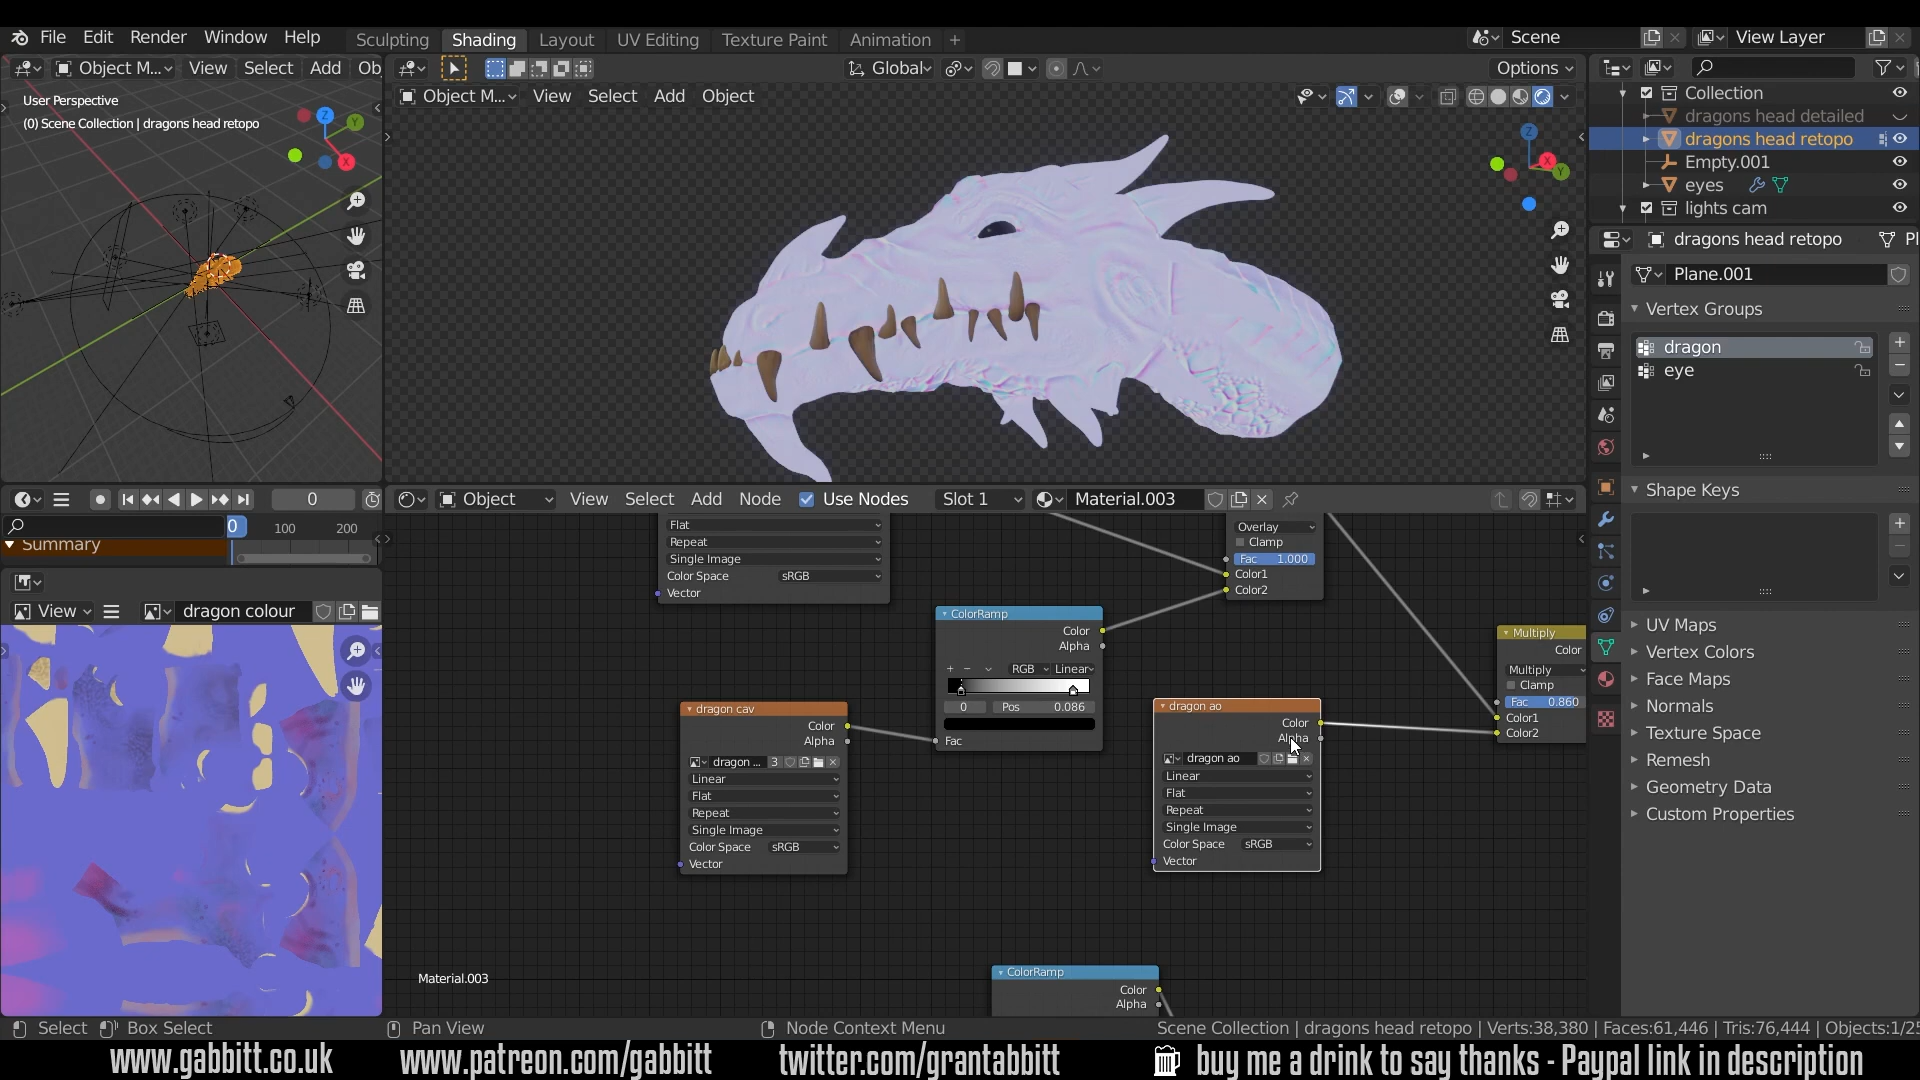 File Edit Render Window Help
Sculpting Shading Layout UV Editing Texture Paint Animation +
Scene View Layer
Object M... View Select Add Ob
Global Options
User Perspective
(0) Scene Collection | dragons head retopo
Object M... View Select Add Object
Collection
dragons head detailed
dragons head retopo
Empty.001
eyes
lights cam
dragons head retopo Pl
Plane.001
Vertex Groups
dragon
eye
Shape Keys
UV Maps
Vertex Colors
Face Maps
Normals
Texture Space
Remesh
Geometry Data
Custom Properties
0
0 100 200
Summary
View dragon colour
Object View Select Add Node Use Nodes Slot 1 Material.003
Flat
Repeat
Single Image
Color Space sRGB
Vector
Overlay
Clamp
Fac 1.000
Color1
Color2
ColorRamp
Color
Alpha
RGB Linear
0 Pos 0.086
Fac
dragon cav
Color
Alpha
dragon ... 3
Linear
Flat
Repeat
Single Image
Color Space sRGB
Vector
dragon ao
Color
Alpha
dragon ao
Linear
Flat
Repeat
Single Image
Color Space sRGB
Vector
Multiply
Color
Multiply
Clamp
Fac 0.860
Color1
Color2
ColorRamp
Color
Alpha
Material.003
Select Box Select Pan View Node Context Menu
Scene Collection | dragons head retopo | Verts:38,380 | Faces:61,446 | Tris:76,444 | Objects:1/25
www.gabbitt.co.uk www.patreon.com/gabbitt twitter.com/grantabbitt buy me a drink to say thanks - Paypal link in description